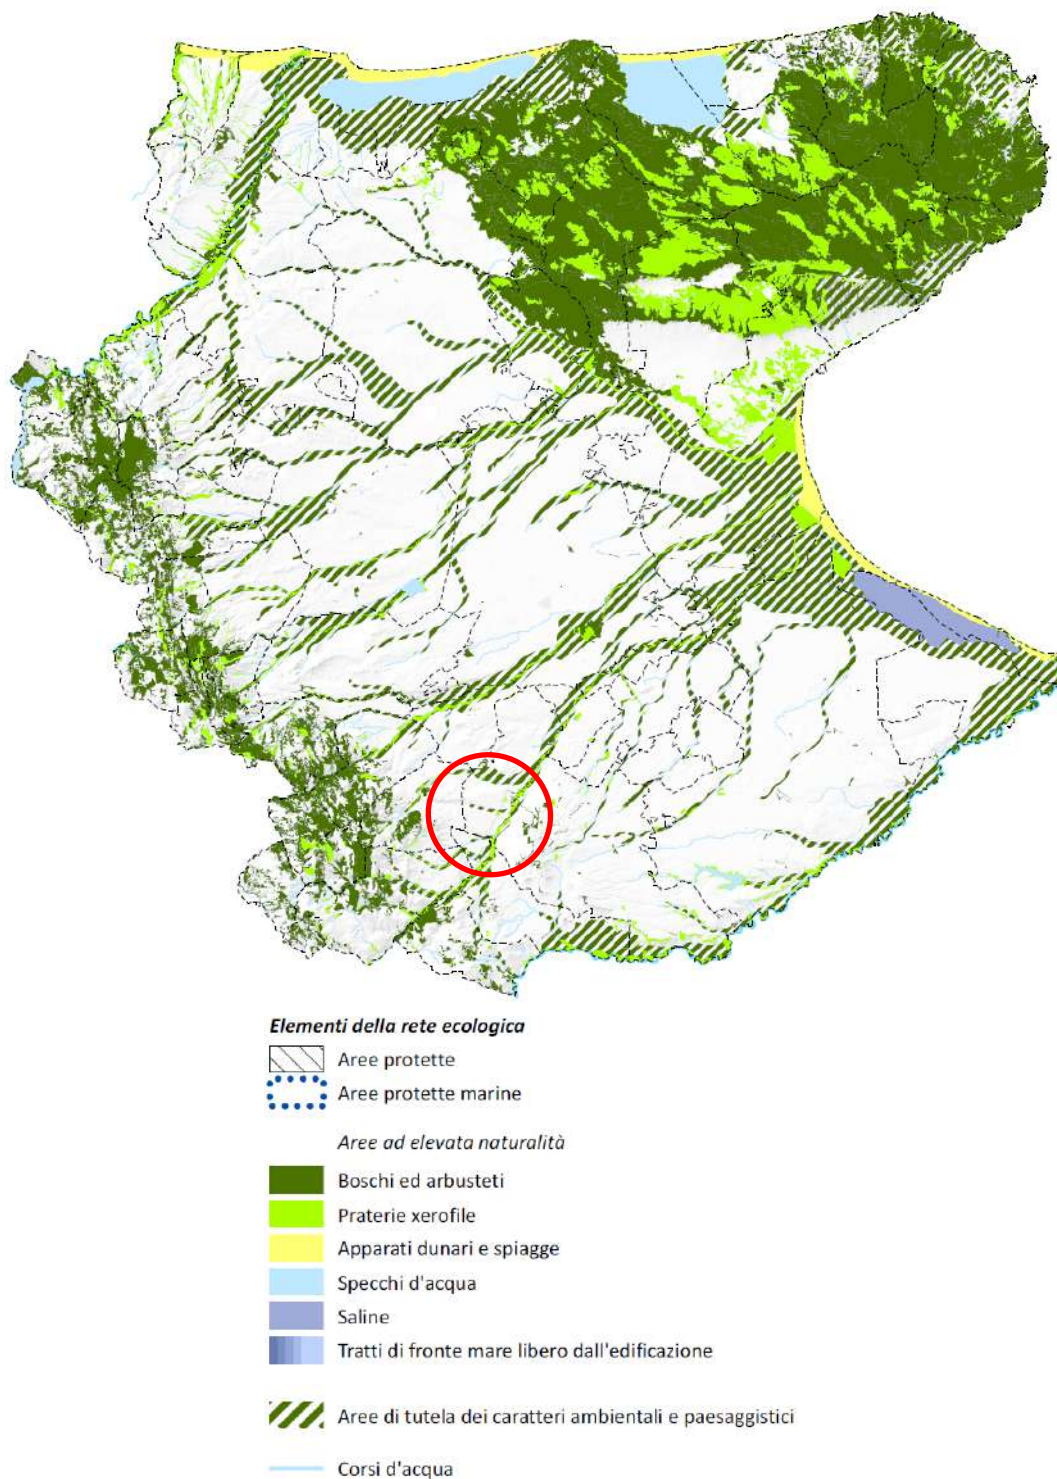 Elementi della rete ecologica
Aree protette
Aree protette marine
Aree ad elevata naturalità
Boschi ed arbusteti
Praterie xerofile
Apparati dunari e spiagge
Specchi d'acqua
Saline
Tratti di fronte mare libero dall'edificazione
Aree di tutela dei caratteri ambientali e paesaggistici
Corsi d'acqua